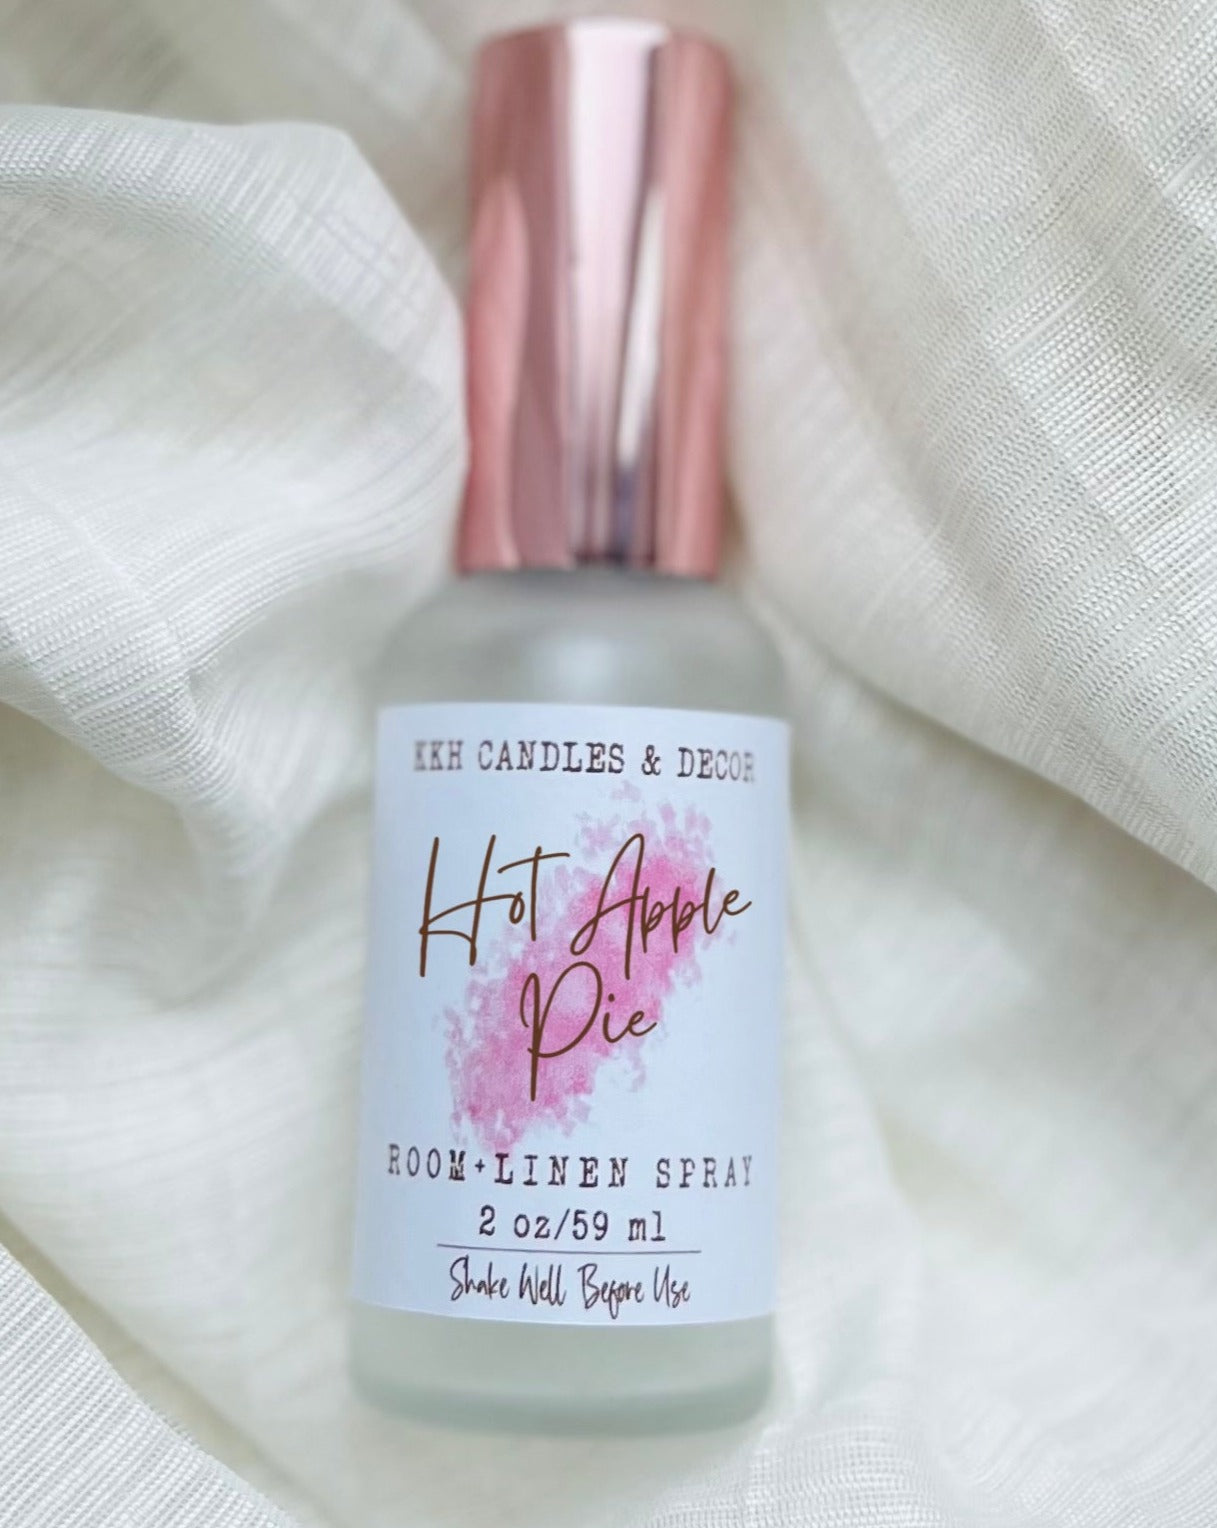 KKH CANDLES & DECOR
Hot Apple
Pie
ROOM+LINEN SPRAY
2 oz/59 ml
Shake Well Before Use